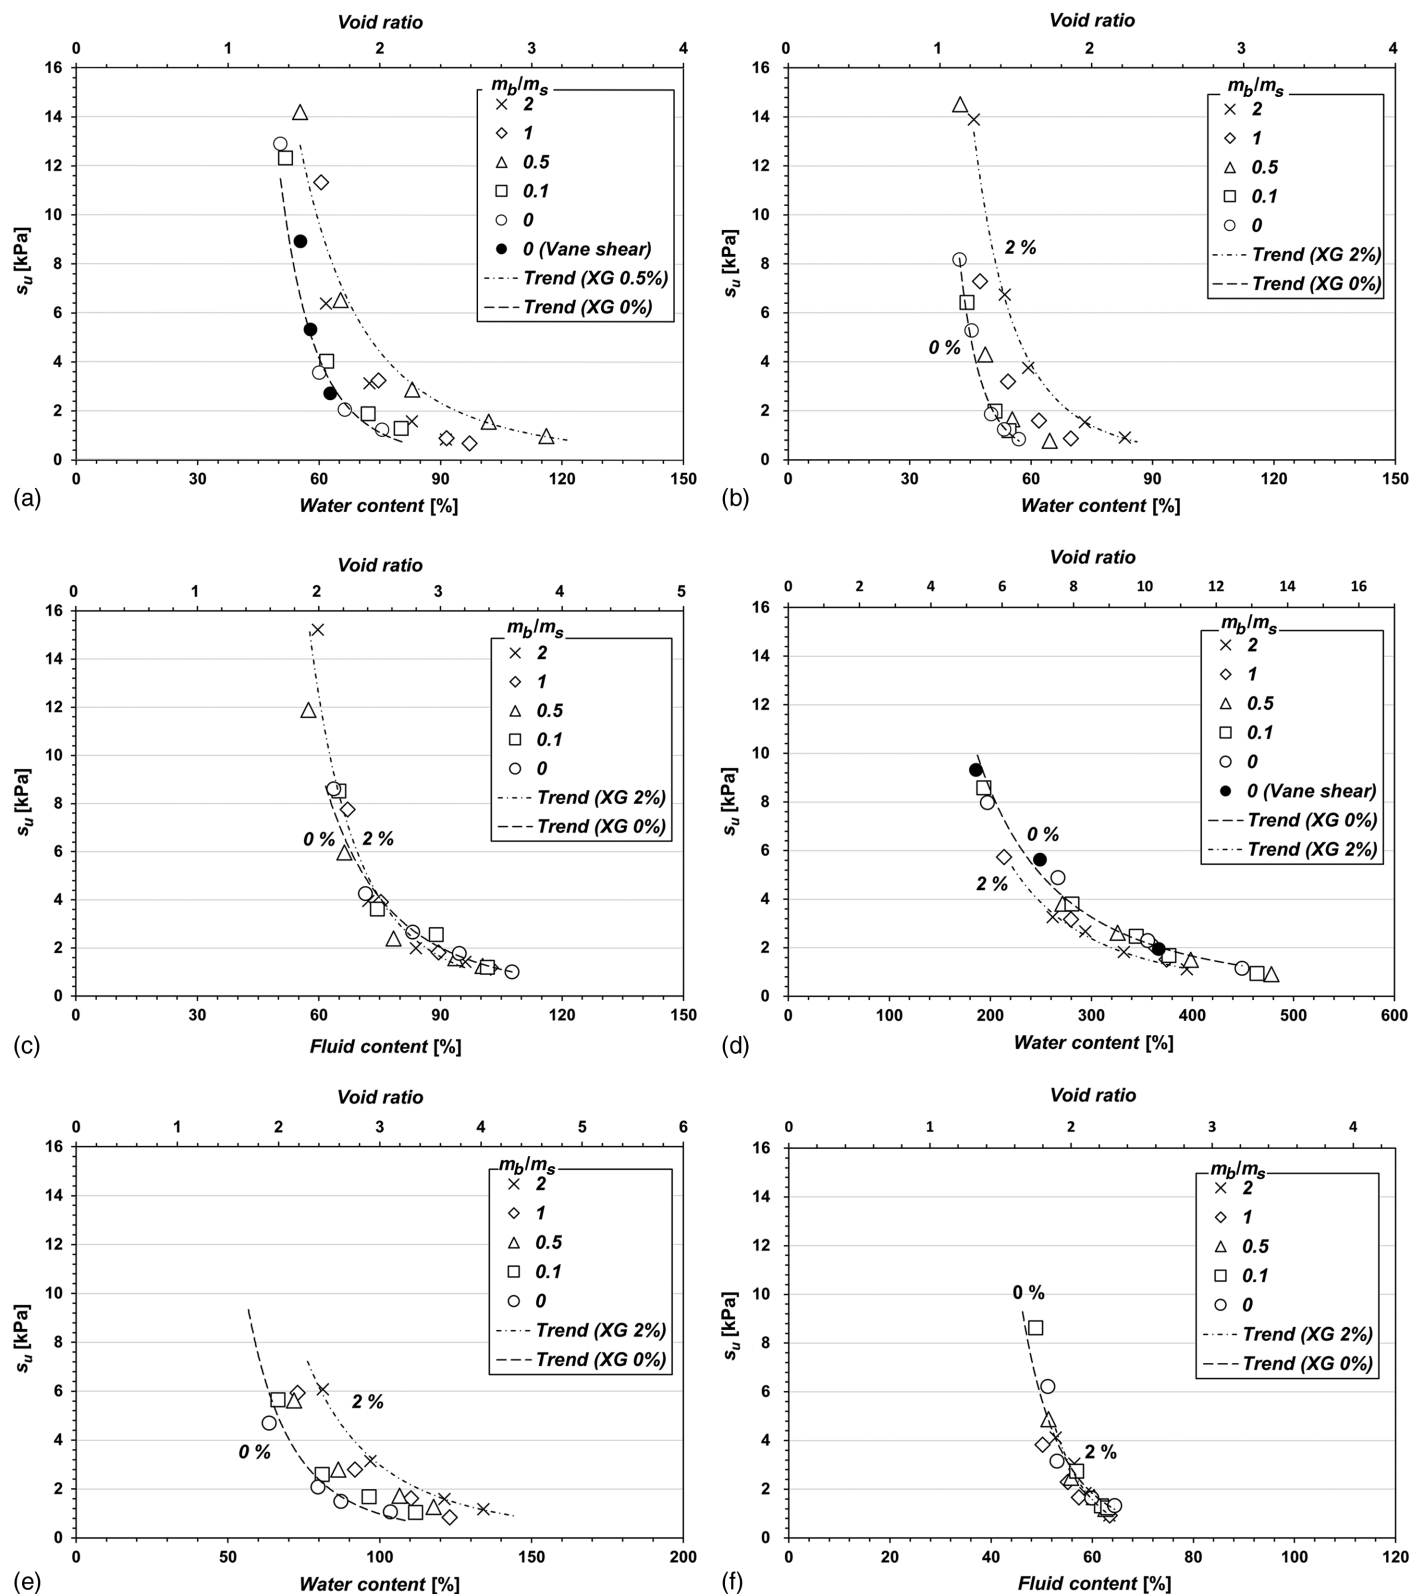 Void ratio
0 1 2 3 4
16
14
12
10
8
6
4
2
0
s_u [kPa]
m_b/m_s
2
1
0.5
0.1
0
0 (Vane shear)
Trend (XG 0.5%)
Trend (XG 0%)
0 30 60 90 120 150
(a)
Water content [%]
Void ratio
0 1 2 3 4
16
14
12
10
8
6
4
2
0
s_u [kPa]
m_b/m_s
2
1
0.5
0.1
0
Trend (XG 2%)
Trend (XG 0%)
2 %
0 %
0 30 60 90 120 150
(b)
Water content [%]
Void ratio
0 1 2 3 4 5
16
14
12
10
8
6
4
2
0
s_u [kPa]
m_b/m_s
2
1
0.5
0.1
0
Trend (XG 2%)
Trend (XG 0%)
0 % 2 %
0 30 60 90 120 150
(c)
Fluid content [%]
Void ratio
0 2 4 6 8 10 12 14 16
16
14
12
10
8
6
4
2
0
s_u [kPa]
m_b/m_s
2
1
0.5
0.1
0
0 (Vane shear)
Trend (XG 0%)
Trend (XG 2%)
0 %
2 %
0 100 200 300 400 500 600
(d)
Water content [%]
Void ratio
0 1 2 3 4 5 6
16
14
12
10
8
6
4
2
0
s_u [kPa]
m_b/m_s
2
1
0.5
0.1
0
Trend (XG 2%)
Trend (XG 0%)
2 %
0 %
0 50 100 150 200
(e)
Water content [%]
Void ratio
0 1 2 3 4
16
14
12
10
8
6
4
2
0
s_u [kPa]
m_b/m_s
2
1
0.5
0.1
0
Trend (XG 2%)
Trend (XG 0%)
0 %
2 %
0 20 40 60 80 100 120
(f)
Fluid content [%]